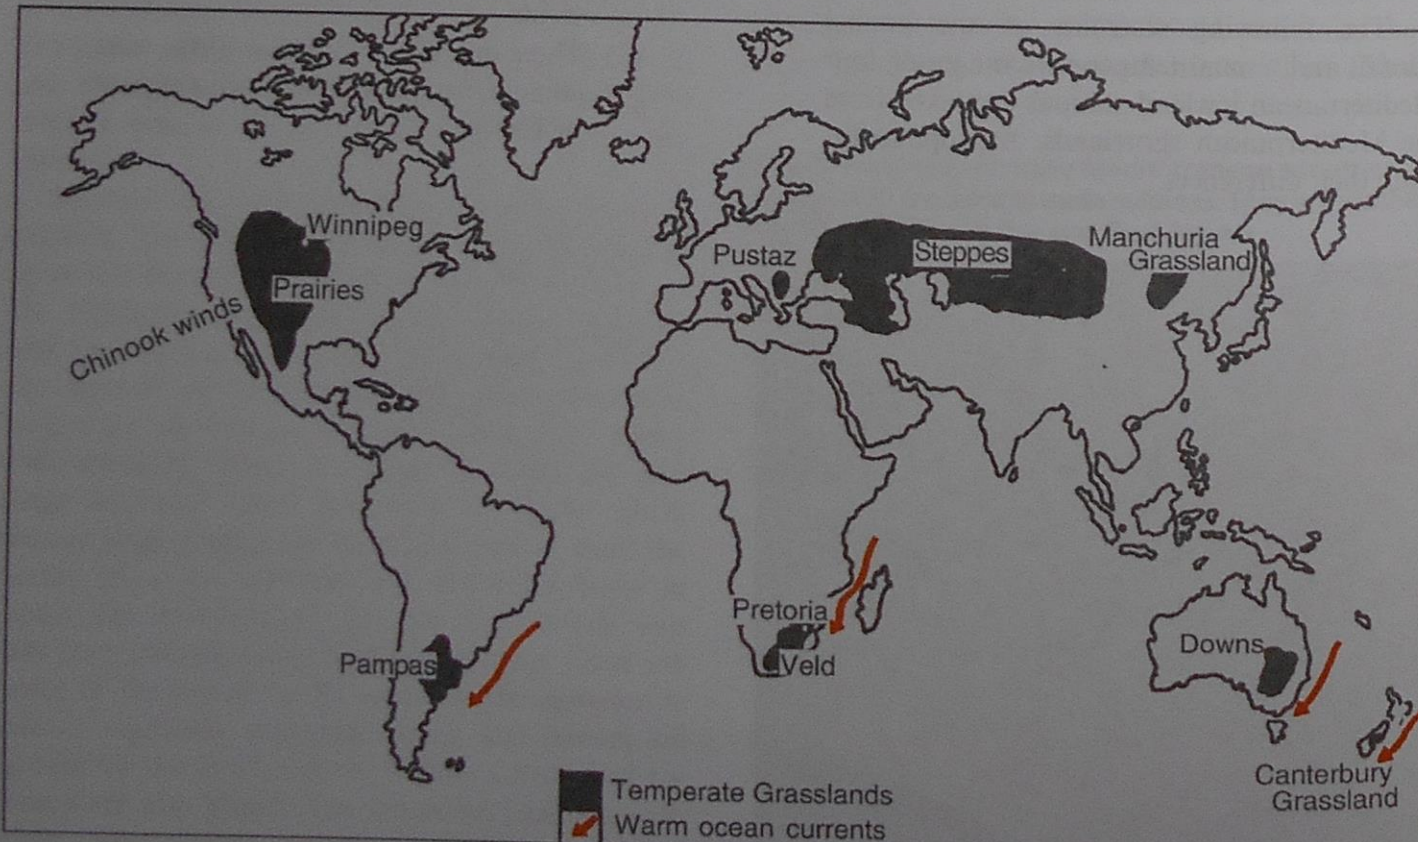 Winnipeg
Prairies
Chinook winds
Pustaz
Steppes
Manchuria
Grassland
Pretoria
Veld
Pampas
Downs
Canterbury
Grassland
Temperate Grasslands
Warm ocean currents